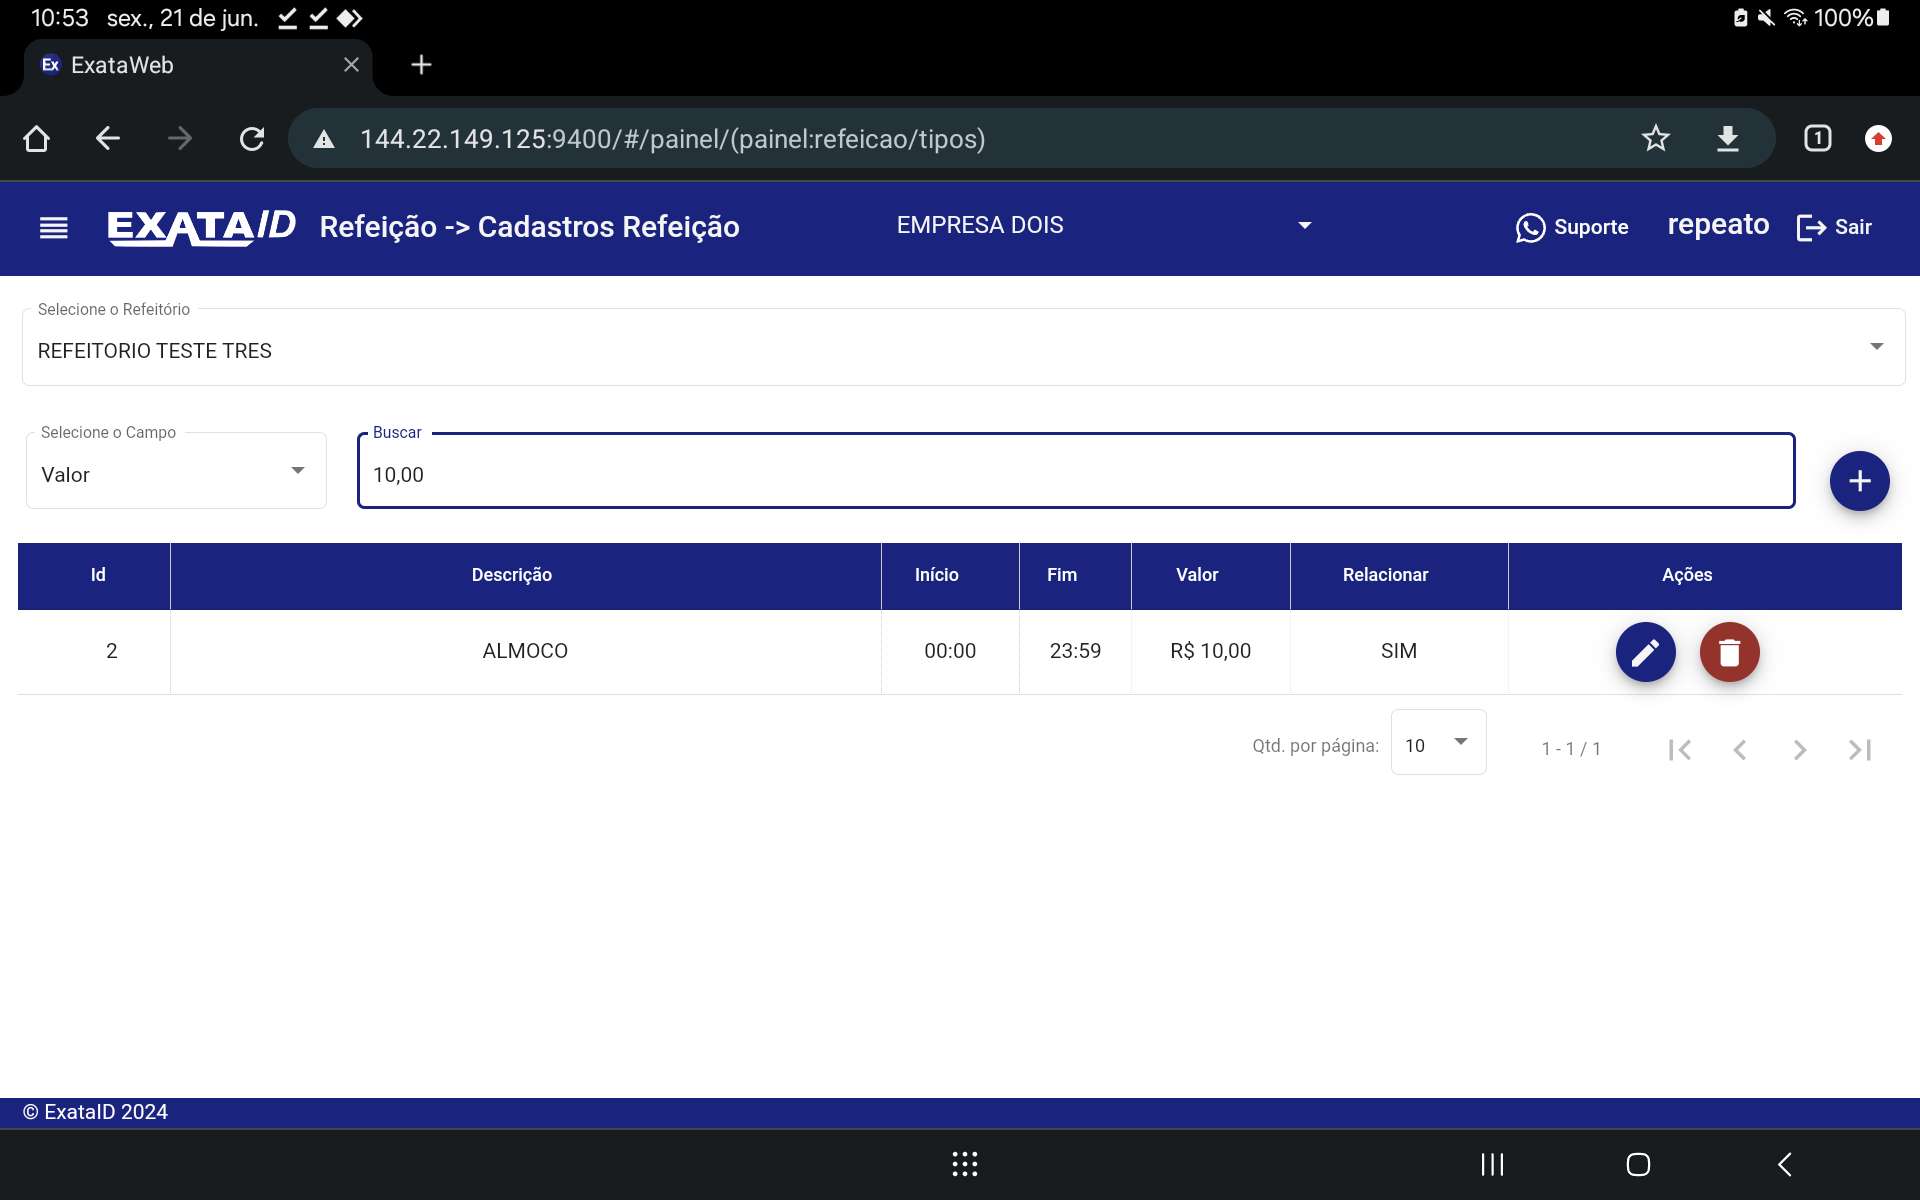 10:53 sex., 21 de jun. 100%
Ex ExataWeb
144.22.149.125:9400/#/painel/(painel:refeicao/tipos) 1
EXATAID Refeição -> Cadastros Refeição EMPRESA DOIS Suporte repeato Sair
Selecione o Refeitório
REFEITORIO TESTE TRES
Selecione o Campo Buscar
Valor 10,00
Id Descrição Início Fim Valor Relacionar Ações
2 ALMOCO 00:00 23:59 R$ 10,00 SIM
Qtd. por página: 10 1 - 1 / 1
© ExataID 2024